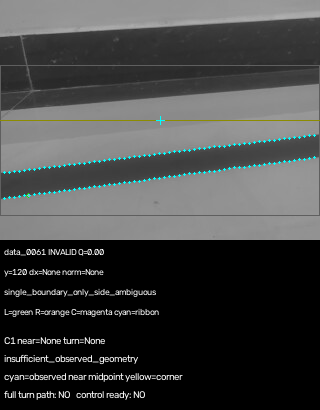 data_0061 INVALID Q=0.00
y=120 dx=None norm=None
single_boundary_only_side_ambiguous
L=green R=orange C=magenta cyan=ribbon
C1 near=None turn=None
insufficient_observed_geometry
cyan=observed near midpoint yellow=corner
full turn path: NO control ready: NO